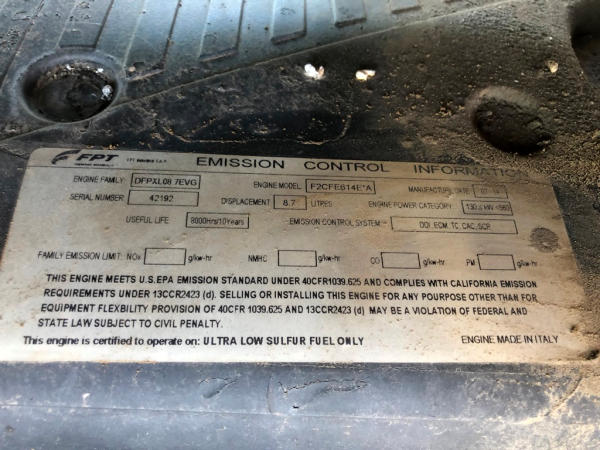 FPT EMISSION CONTROL INFORMATION
ENGINE FAMILY: DFPXL08.7EVG ENGINE MODEL F2CFE614E*A MANUFACTURE DATE
SERIAL NUMBER 42192 DISPLACEMENT 8.7 LITRES ENGINE POWER CATEGORY
USEFUL LIFE 8000Hrs/10Years EMISSION CONTROL SYSTEM DDI, ECM, TC, CAC, SCR
FAMILY EMISSION LIMIT: NOx g/kw-hr NMHC g/kw-hr CO g/kw-hr PM g/kw-hr
THIS ENGINE MEETS U.S.EPA EMISSION STANDARD UNDER 40CFR1039.625 AND COMPLIES WITH CALIFORNIA EMISSION
REQUIREMENTS UNDER 13CCR2423 (d). SELLING OR INSTALLING THIS ENGINE FOR ANY POURPOSE OTHER THAN FOR
EQUIPMENT FLEXBILITY PROVISION OF 40CFR 1039.625 AND 13CCR2423 (d) MAY BE A VIOLATION OF FEDERAL AND
STATE LAW SUBJECT TO CIVIL PENALTY.
This engine is certified to operate on: ULTRA LOW SULFUR FUEL ONLY ENGINE MADE IN ITALY